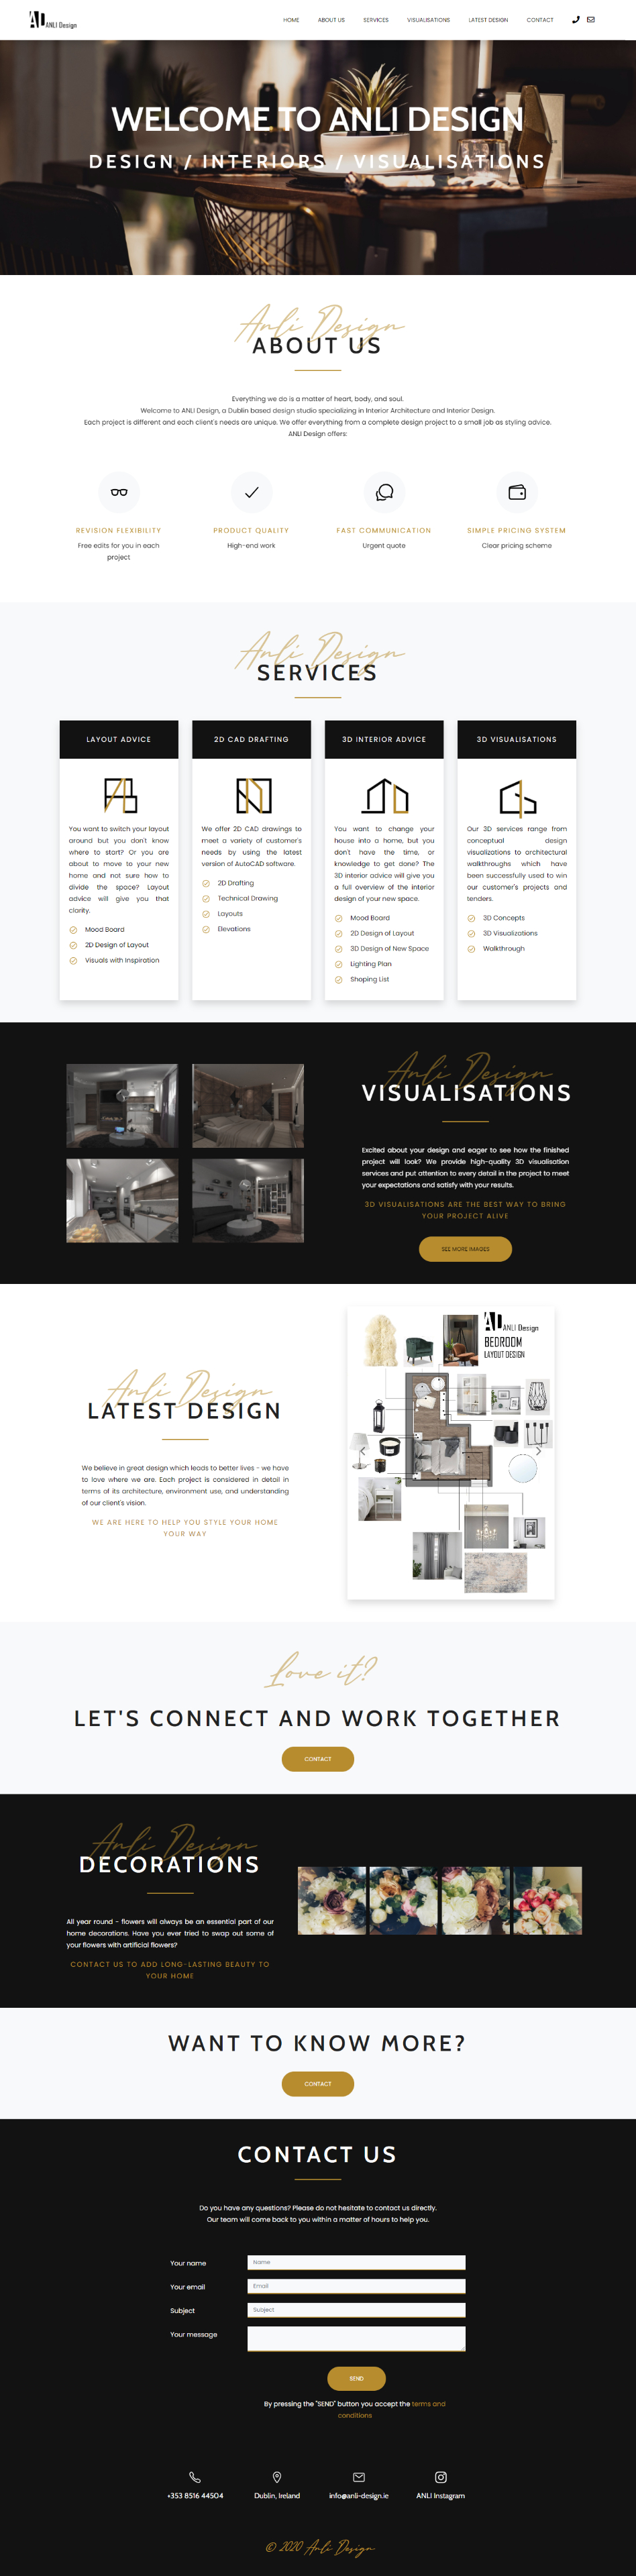 AD ANLI Design
HOME ABOUT US SERVICES VISUALISATIONS LATEST DESIGN CONTACT
WELCOME TO ANLI DESIGN
DESIGN / INTERIORS / VISUALISATIONS
Anli Design
ABOUT US
Everything we do is a matter of heart, body, and soul.
Welcome to ANLI Design, a Dublin based design studio specializing in Interior Architecture and Interior Design.
Each project is different and each client's needs are unique. We offer everything from a complete design project to a small job as styling advice.
ANLI Design offers:
REVISION FLEXIBILITY
Free edits for you in each
project
PRODUCT QUALITY
High-end work
FAST COMMUNICATION
Urgent quote
SIMPLE PRICING SYSTEM
Clear pricing scheme
Anli Design
SERVICES
LAYOUT ADVICE
You want to switch your layout
around but you don't know
where to start? Or you are
about to move to your new
home and not sure how to
divide the space? Layout
advice will give you that
clarity.
Mood Board
2D Design of Layout
Visuals with Inspiration
2D CAD DRAFTING
We offer 2D CAD drawings to
meet a variety of customer's
needs by using the latest
version of AutoCAD software.
2D Drafting
Technical Drawing
Layouts
Elevations
3D INTERIOR ADVICE
You want to change your
house into a home, but you
don't have the time, or
knowledge to get done? The
3D interior advice will give you
a full overview of the interior
design of your new space.
Mood Board
2D Design of Layout
3D Design of New Space
Lighting Plan
Shoping List
3D VISUALISATIONS
Our 3D services range from
conceptual design
visualizations to architectural
walkthroughs which have
been successfully used to win
our customer's projects and
tenders.
3D Concepts
3D Visualizations
Walkthrough
Anli Design
VISUALISATIONS
Excited about your design and eager to see how the finished
project will look? We provide high-quality 3D visualisation
services and put attention to every detail in the project to meet
your expectations and satisfy with your results.
3D VISUALISATIONS ARE THE BEST WAY TO BRING
YOUR PROJECT ALIVE
SEE MORE IMAGES
Anli Design
LATEST DESIGN
We believe in great design which leads to better lives - we have
to love where we are. Each project is considered in detail in
terms of its architecture, environment use, and understanding
of our client's vision.
WE ARE HERE TO HELP YOU STYLE YOUR HOME
YOUR WAY
AD ANLI Design
BEDROOM
LAYOUT DESIGN
Love it?
LET'S CONNECT AND WORK TOGETHER
CONTACT
Anli Design
DECORATIONS
All year round - flowers will always be an essential part of our
home decorations. Have you ever tried to swap out some of
your flowers with artificial flowers?
CONTACT US TO ADD LONG-LASTING BEAUTY TO
YOUR HOME
WANT TO KNOW MORE?
CONTACT
CONTACT US
Do you have any questions? Please do not hesitate to contact us directly.
Our team will come back to you within a matter of hours to help you.
Your name Name
Your email Email
Subject Subject
Your message
SEND
By pressing the "SEND" button you accept the terms and
conditions
+353 8516 44504
Dublin, Ireland
info@anli-design.ie
ANLI Instagram
© 2020 Anli Design